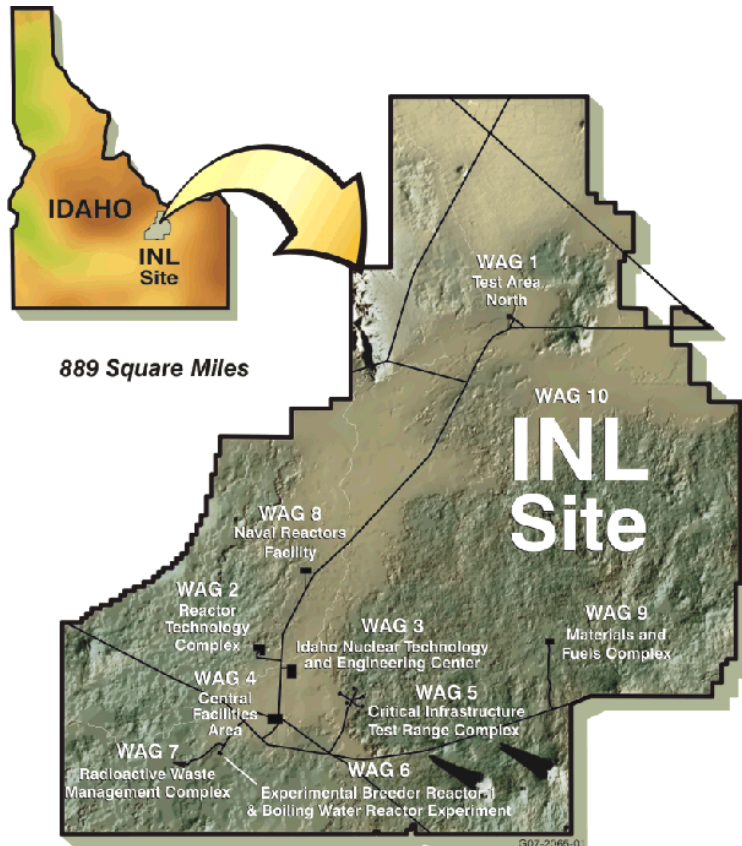 IDAHO
INL
Site
889 Square Miles
WAG 1
Test Area
North
WAG 10
INL
Site
WAG 8
Naval Reactors
Facility
WAG 2
Reactor
Technology
Complex
WAG 3
Idaho Nuclear Technology
and Engineering Center
WAG 9
Materials and
Fuels Complex
WAG 4
Central
Facilities
Area
WAG 5
Critical Infrastructure
Test Range Complex
WAG 7
Radioactive Waste
Management Complex
WAG 6
Experimental Breeder Reactor-I
& Boiling Water Reactor Experiment
G07-2065-01